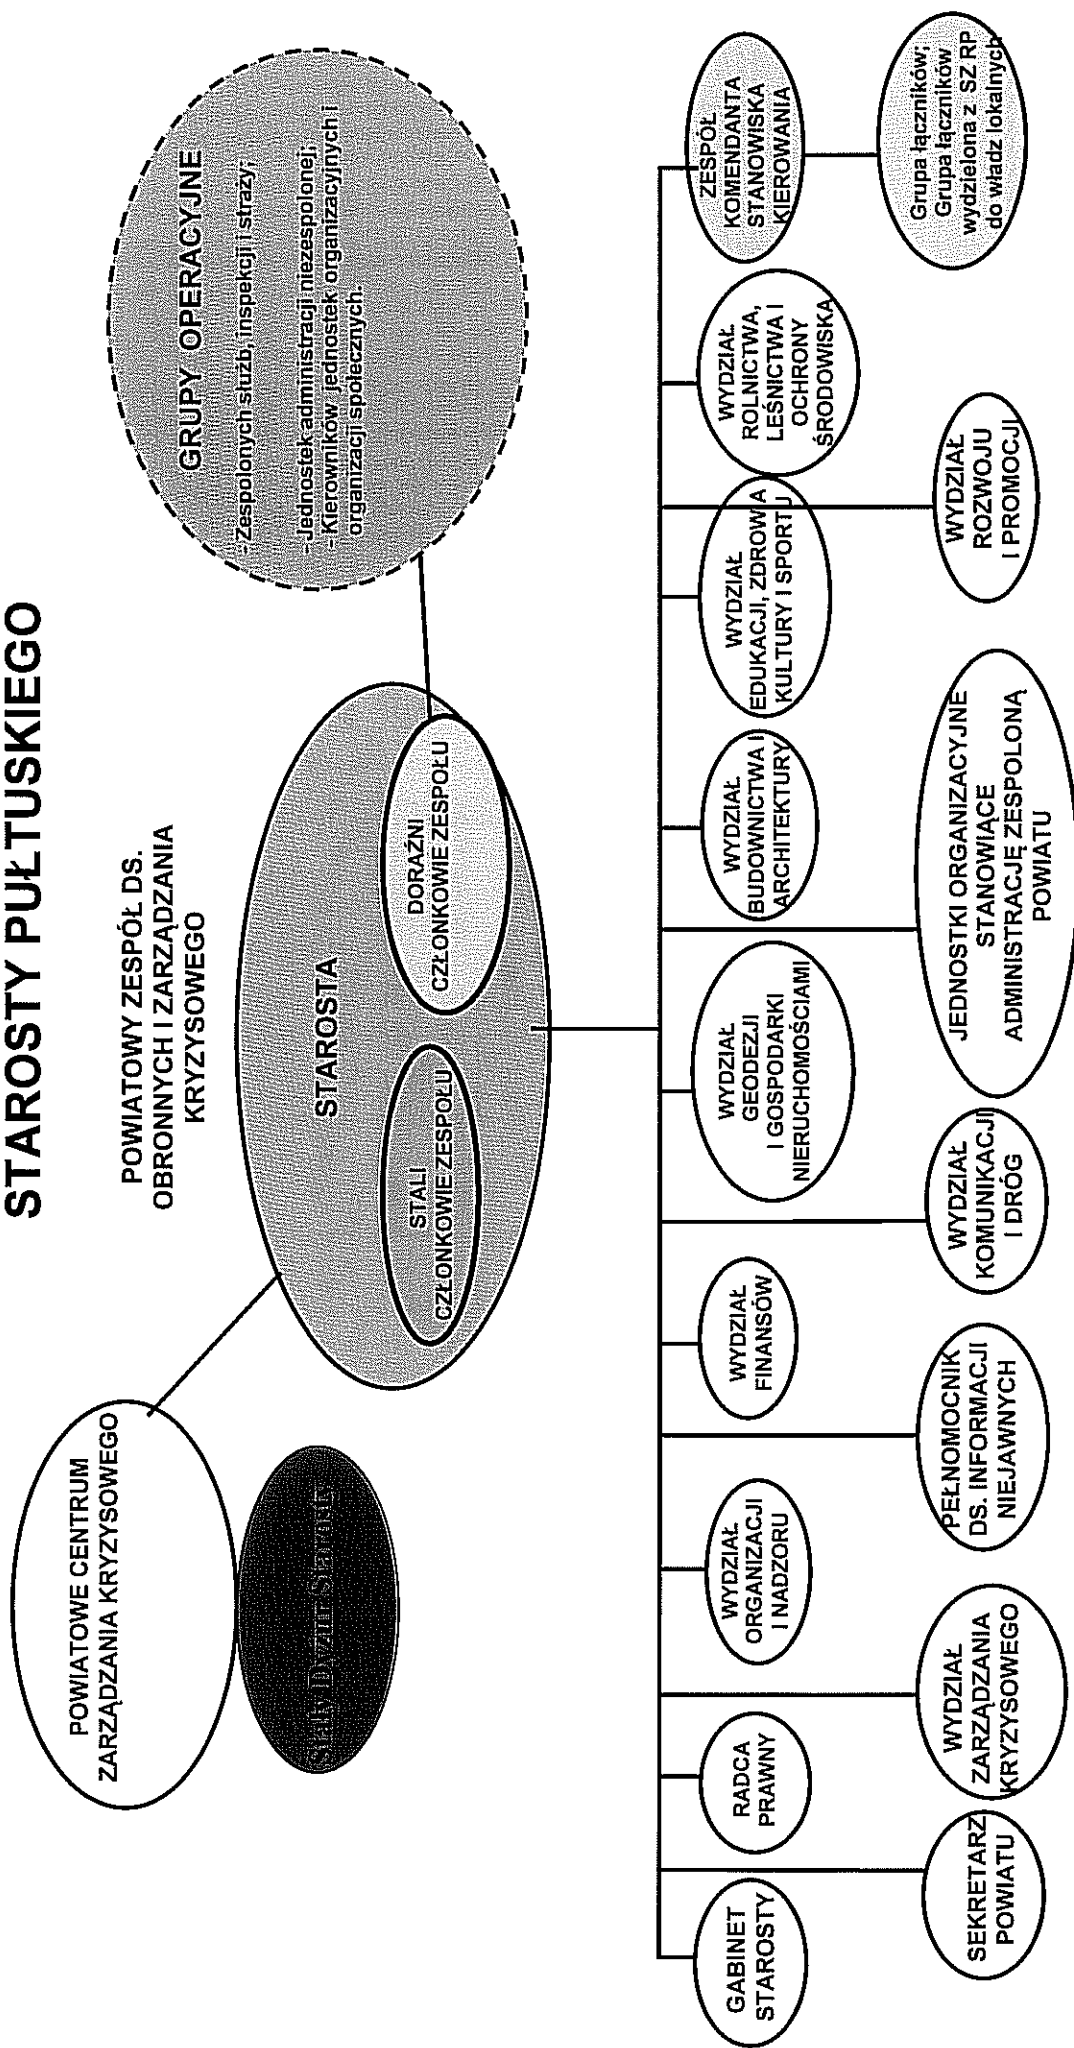 STAROSTY PUŁTUSKIEGO
POWIATOWE CENTRUM
ZARZĄDZANIA KRYZYSOWEGO
Stały Dyżur Starosty
POWIATOWY ZESPÓŁ DS.
OBRONNYCH I ZARZĄDZANIA
KRYZYSOWEGO
STAROSTA
STALI
CZŁONKOWIE ZESPOŁU
DORAŹNI
CZŁONKOWIE ZESPOŁU
GRUPY OPERACYJNE
- Zespolonych służb, inspekcji i straży;
- Jednostek administracji niezespolonej;
- Kierowników jednostek organizacyjnych i
organizacji społecznych.
GABINET
STAROSTY
RADCA
PRAWNY
WYDZIAŁ
ORGANIZACJI
I NADZORU
WYDZIAŁ
FINANSÓW
WYDZIAŁ
GEODEZJI
I GOSPODARKI
NIERUCHOMOŚCIAMI
WYDZIAŁ
BUDOWNICTWA I
ARCHITEKTURY
WYDZIAŁ
EDUKACJI, ZDROWIA
KULTURY I SPORTU
WYDZIAŁ
ROLNICTWA,
LEŚNICTWA I
OCHRONY
ŚRODOWISKA
ZESPÓŁ
KOMENDANTA
STANOWISKA
KIEROWANIA
SEKRETARZ
POWIATU
WYDZIAŁ
ZARZĄDZANIA
KRYZYSOWEGO
PEŁNOMOCNIK
DS. INFORMACJI
NIEJAWNYCH
WYDZIAŁ
KOMUNIKACJI
I DRÓG
JEDNOSTKI ORGANIZACYJNE
STANOWIĄCE
ADMINISTRACJĘ ZESPOLONĄ
POWIATU
WYDZIAŁ
ROZWOJU
I PROMOCJI
Grupa łączników;
Grupa łączników
wydzielona z SZ RP
do władz lokalnych